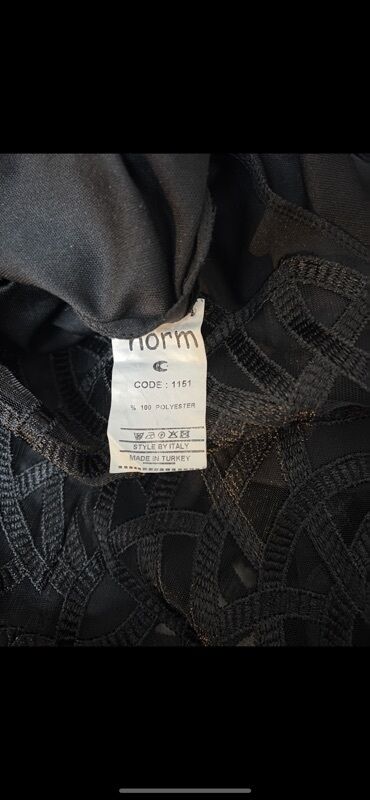 norm
CODE : 1151
% 100 POLYESTER
STYLE BY ITALY
MADE IN TURKEY